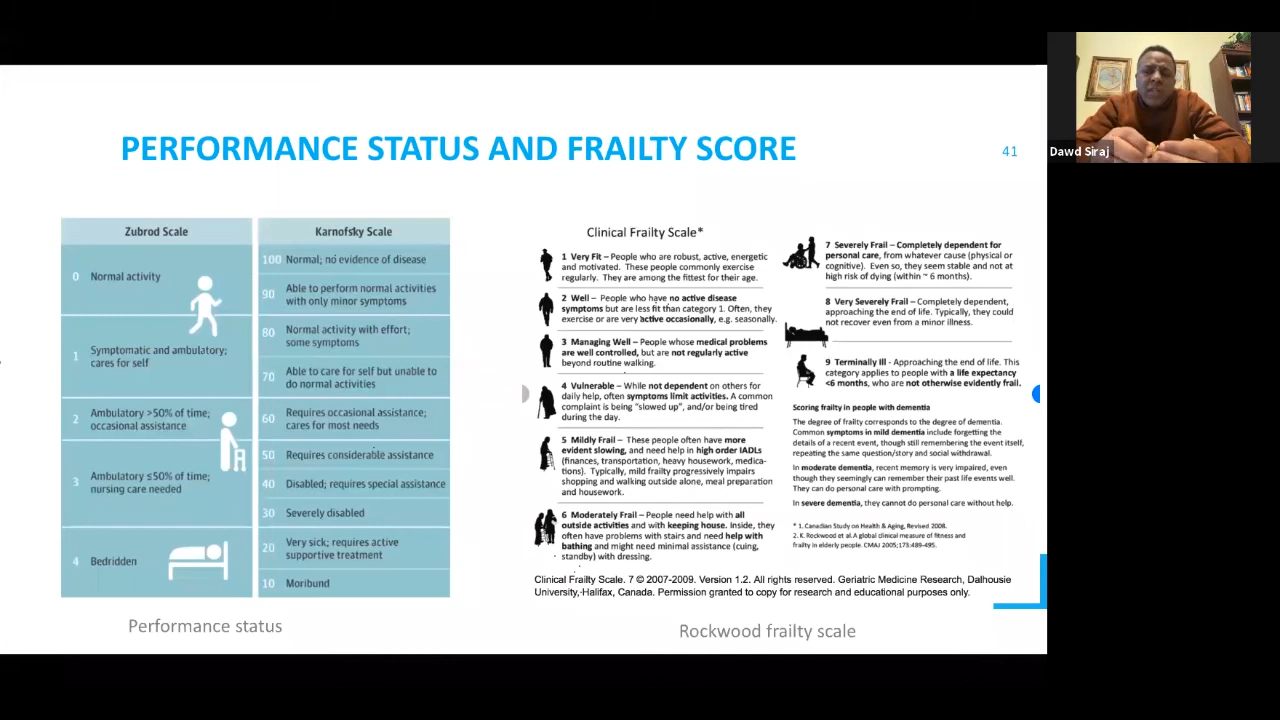 PERFORMANCE STATUS AND FRAILTY SCORE
41
Dawd Siraj
Zubrod Scale
0 Normal activity
1 Symptomatic and ambulatory;
cares for self
2 Ambulatory >50% of time;
occasional assistance
3 Ambulatory ≤50% of time;
nursing care needed
4 Bedridden
Karnofsky Scale
100 Normal; no evidence of disease
90 Able to perform normal activities
with only minor symptoms
80 Normal activity with effort;
some symptoms
70 Able to care for self but unable to
do normal activities
60 Requires occasional assistance;
cares for most needs
50 Requires considerable assistance
40 Disabled; requires special assistance
30 Severely disabled
20 Very sick; requires active
supportive treatment
10 Moribund
Performance status
Clinical Frailty Scale*
1 Very Fit – People who are robust, active, energetic
and motivated. These people commonly exercise
regularly. They are among the fittest for their age.
2 Well – People who have no active disease
symptoms but are less fit than category 1. Often, they
exercise or are very active occasionally, e.g. seasonally.
3 Managing Well – People whose medical problems
are well controlled, but are not regularly active
beyond routine walking.
4 Vulnerable – While not dependent on others for
daily help, often symptoms limit activities. A common
complaint is being “slowed up”, and/or being tired
during the day.
5 Mildly Frail – These people often have more
evident slowing, and need help in high order IADLs
(finances, transportation, heavy housework, medica-
tions). Typically, mild frailty progressively impairs
shopping and walking outside alone, meal preparation
and housework.
6 Moderately Frail – People need help with all
outside activities and with keeping house. Inside, they
often have problems with stairs and need help with
bathing and might need minimal assistance (cuing,
standby) with dressing.
7 Severely Frail – Completely dependent for
personal care, from whatever cause (physical or
cognitive). Even so, they seem stable and not at
high risk of dying (within ~ 6 months).
8 Very Severely Frail – Completely dependent,
approaching the end of life. Typically, they could
not recover even from a minor illness.
9 Terminally Ill - Approaching the end of life. This
category applies to people with a life expectancy
<6 months, who are not otherwise evidently frail.
Scoring frailty in people with dementia
The degree of frailty corresponds to the degree of dementia.
Common symptoms in mild dementia include forgetting the
details of a recent event, though still remembering the event itself,
repeating the same question/story and social withdrawal.
In moderate dementia, recent memory is very impaired, even
though they seemingly can remember their past life events well.
They can do personal care with prompting.
In severe dementia, they cannot do personal care without help.
* 1. Canadian Study on Health & Aging, Revised 2008.
2. K. Rockwood et al. A global clinical measure of fitness and
frailty in elderly people. CMAJ 2005;173:489-495.
Clinical Frailty Scale. 7 © 2007-2009. Version 1.2. All rights reserved. Geriatric Medicine Research, Dalhousie
University, Halifax, Canada. Permission granted to copy for research and educational purposes only.
Rockwood frailty scale